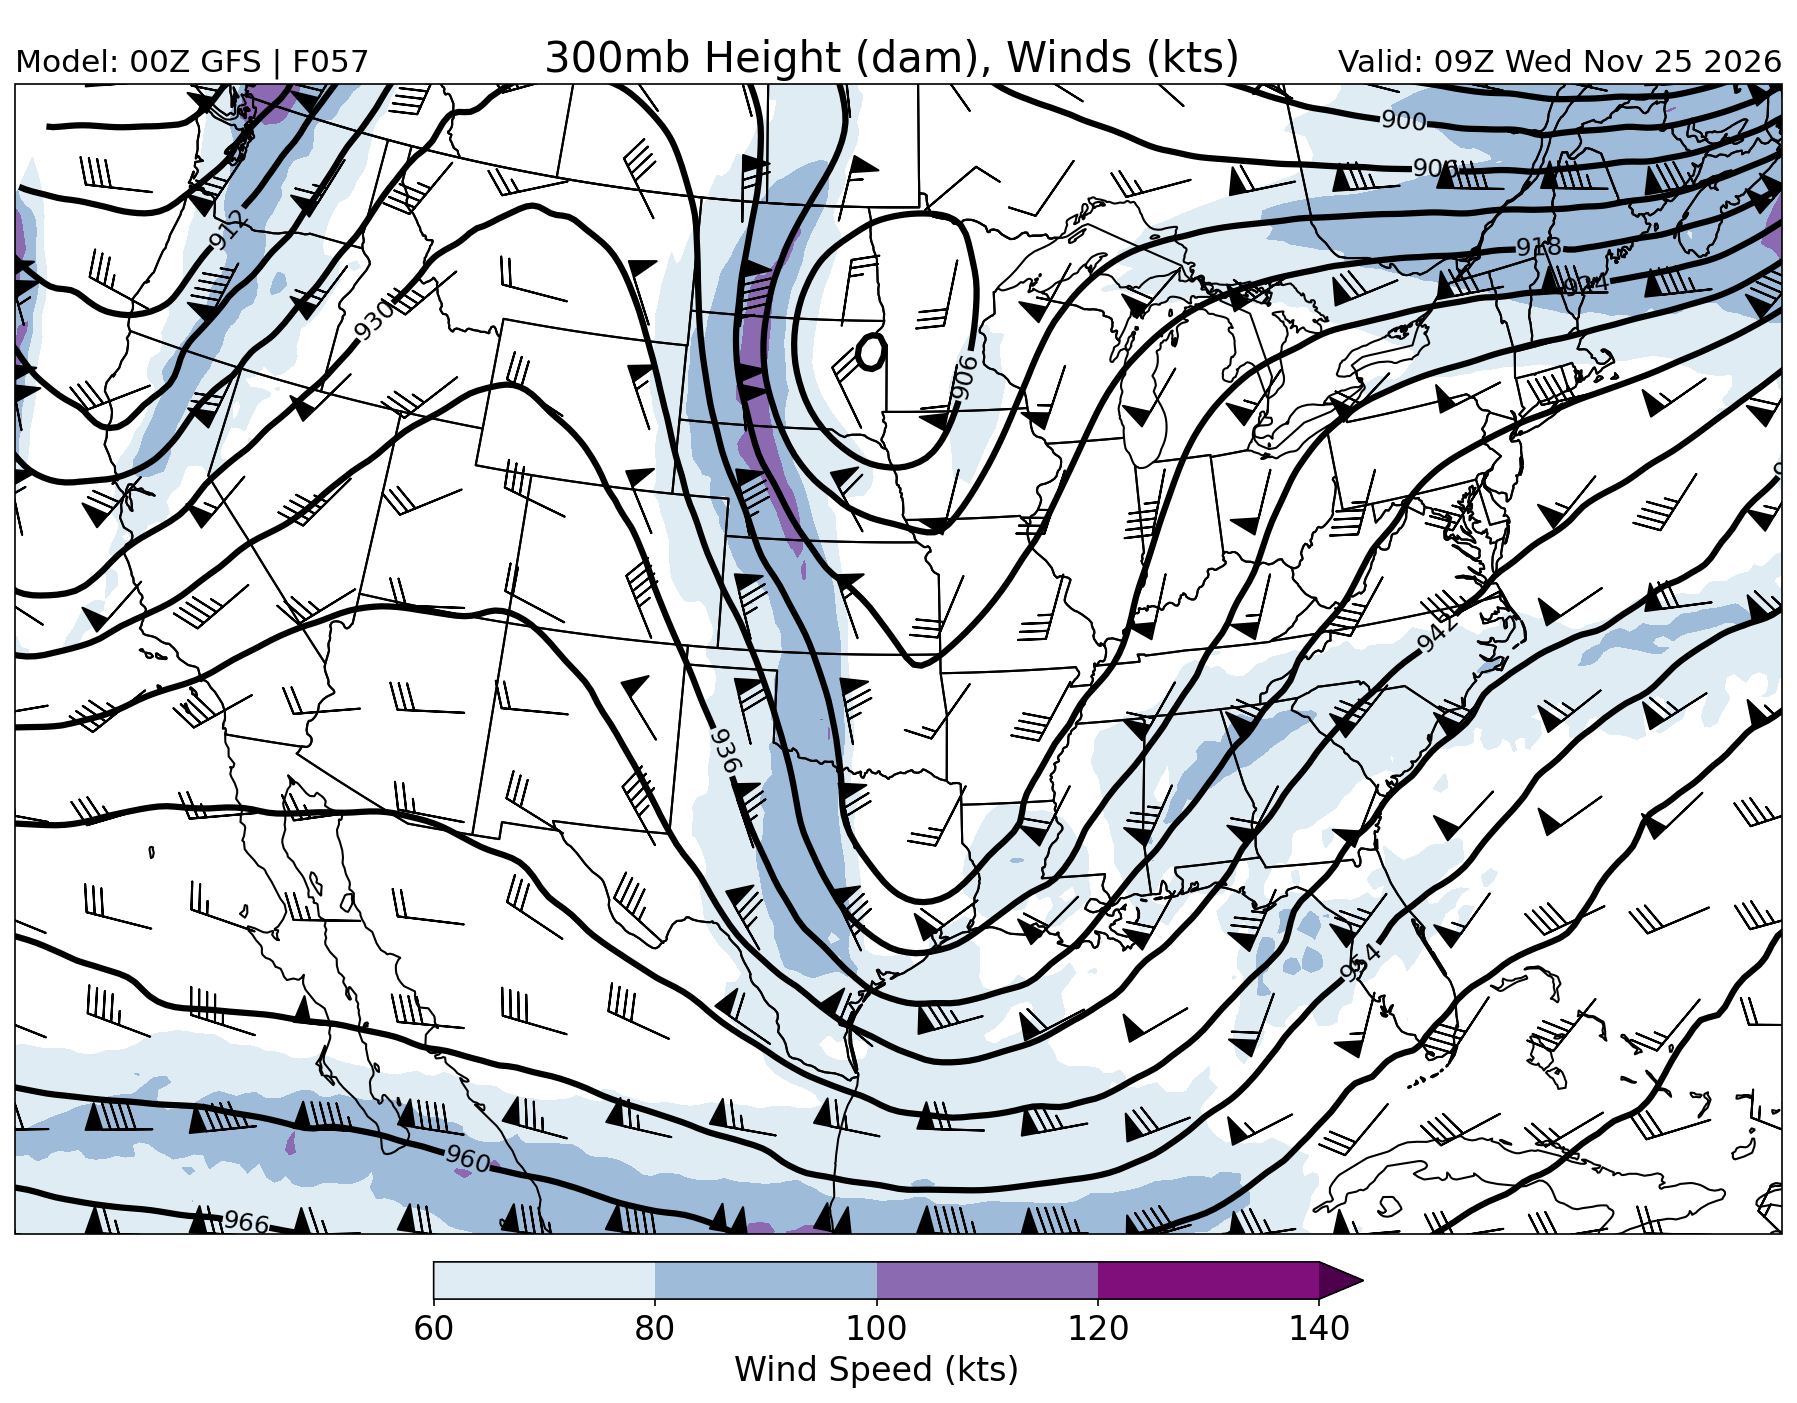 Model: 00Z GFS | F057
300mb Height (dam), Winds (kts)
Valid: 09Z Wed Nov 25 2026
900
906
912
918
924
930
906
942
936
954
960
966
60 80 100 120 140
Wind Speed (kts)